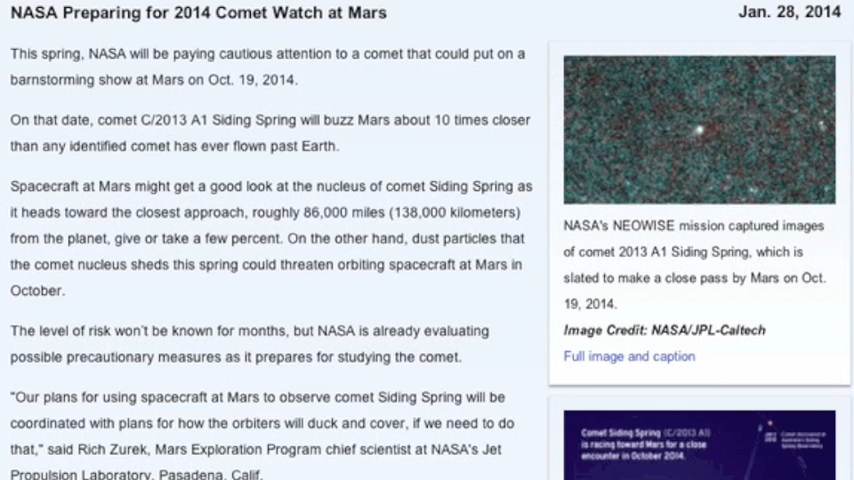 NASA Preparing for 2014 Comet Watch at Mars
Jan. 28, 2014
This spring, NASA will be paying cautious attention to a comet that could put on a
barnstorming show at Mars on Oct. 19, 2014.
On that date, comet C/2013 A1 Siding Spring will buzz Mars about 10 times closer
than any identified comet has ever flown past Earth.
Spacecraft at Mars might get a good look at the nucleus of comet Siding Spring as
it heads toward the closest approach, roughly 86,000 miles (138,000 kilometers)
from the planet, give or take a few percent. On the other hand, dust particles that
the comet nucleus sheds this spring could threaten orbiting spacecraft at Mars in
October.
The level of risk won't be known for months, but NASA is already evaluating
possible precautionary measures as it prepares for studying the comet.
"Our plans for using spacecraft at Mars to observe comet Siding Spring will be
coordinated with plans for how the orbiters will duck and cover, if we need to do
that," said Rich Zurek, Mars Exploration Program chief scientist at NASA's Jet
Propulsion Laboratory, Pasadena, Calif.
NASA's NEOWISE mission captured images
of comet 2013 A1 Siding Spring, which is
slated to make a close pass by Mars on Oct.
19, 2014.
Image Credit: NASA/JPL-Caltech
Full image and caption
Comet Siding Spring (C/2013 A1)
is racing toward Mars for a close
encounter in October 2014.